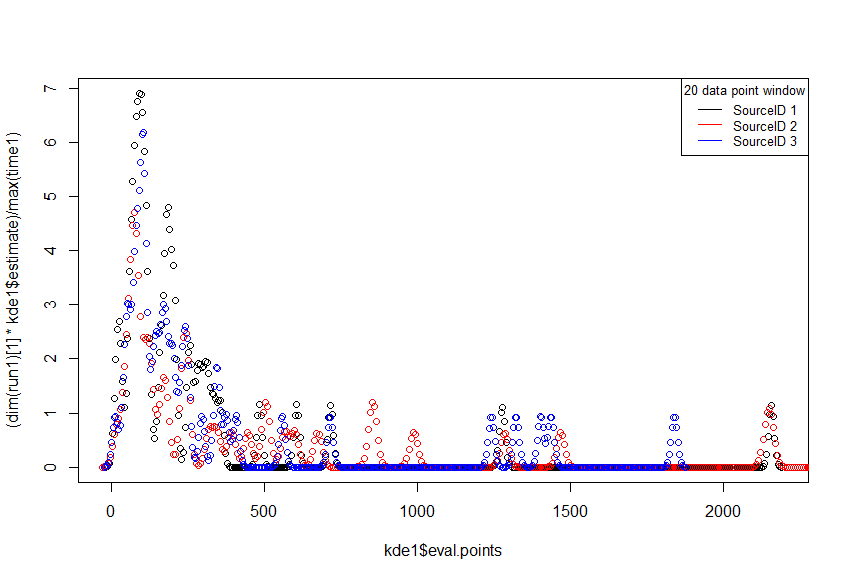 20 data point window
SourceID 1
SourceID 2
SourceID 3
(dim(run1)[1] * kde1$estimate)/max(time1)
7
6
5
4
3
2
1
0
0 500 1000 1500 2000
kde1$eval.points